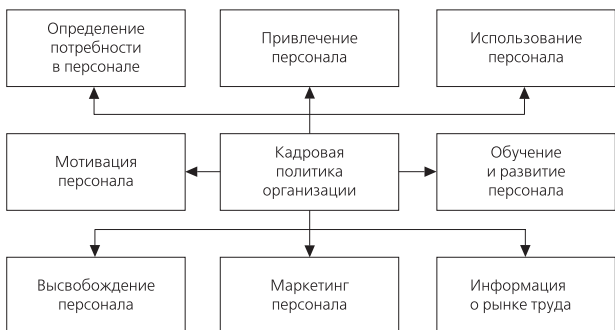 Определение
потребности
в персонале
Привлечение
персонала
Использование
персонала
Мотивация
персонала
Кадровая
политика
организации
Обучение
и развитие
персонала
Высвобождение
персонала
Маркетинг
персонала
Информация
о рынке труда